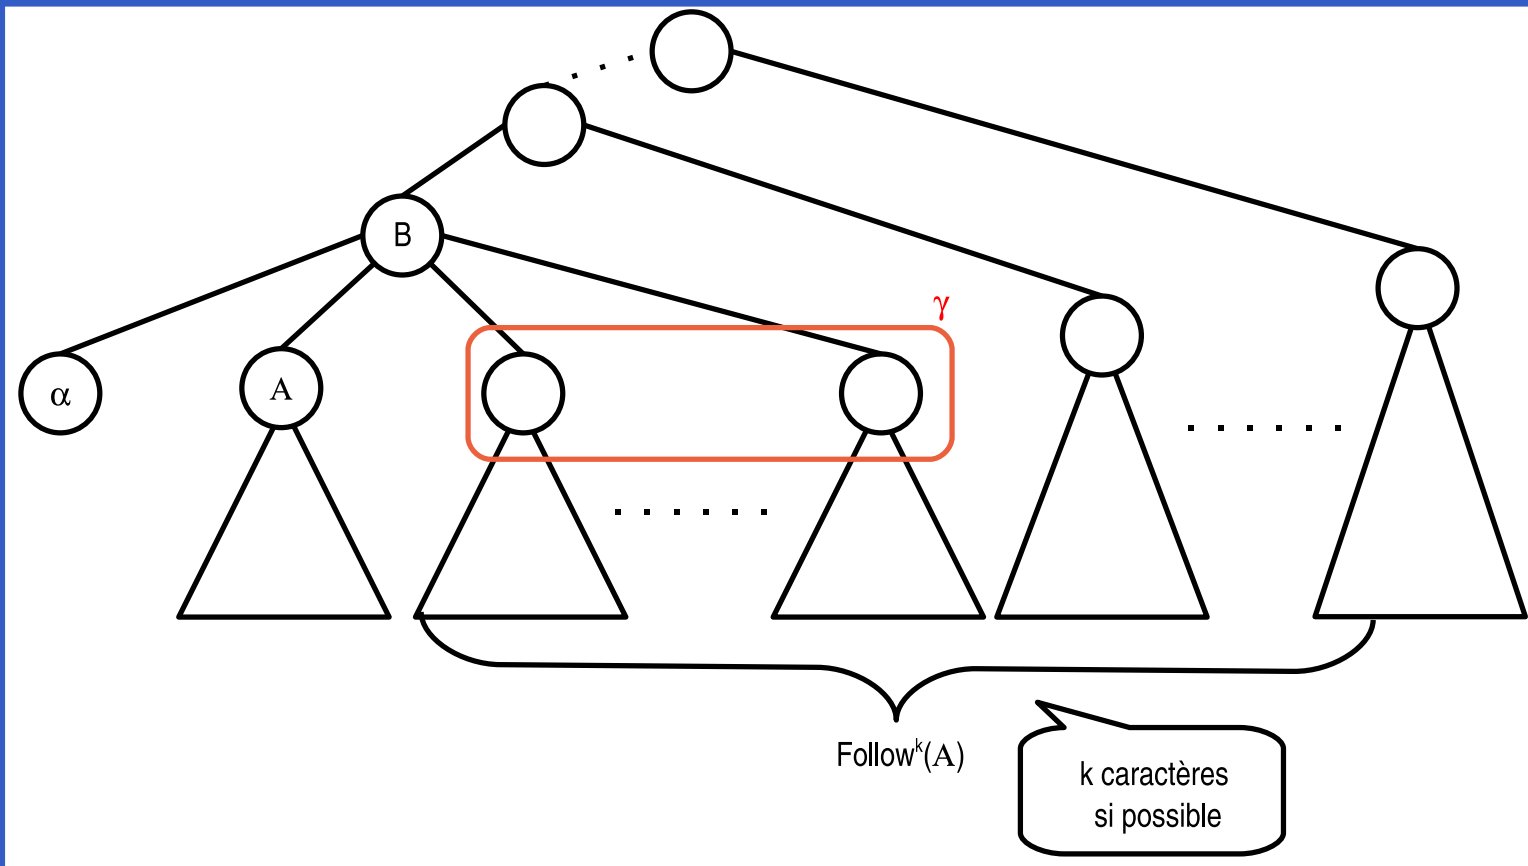 B
γ
α
A
Followᵏ(A)
k caractères
si possible